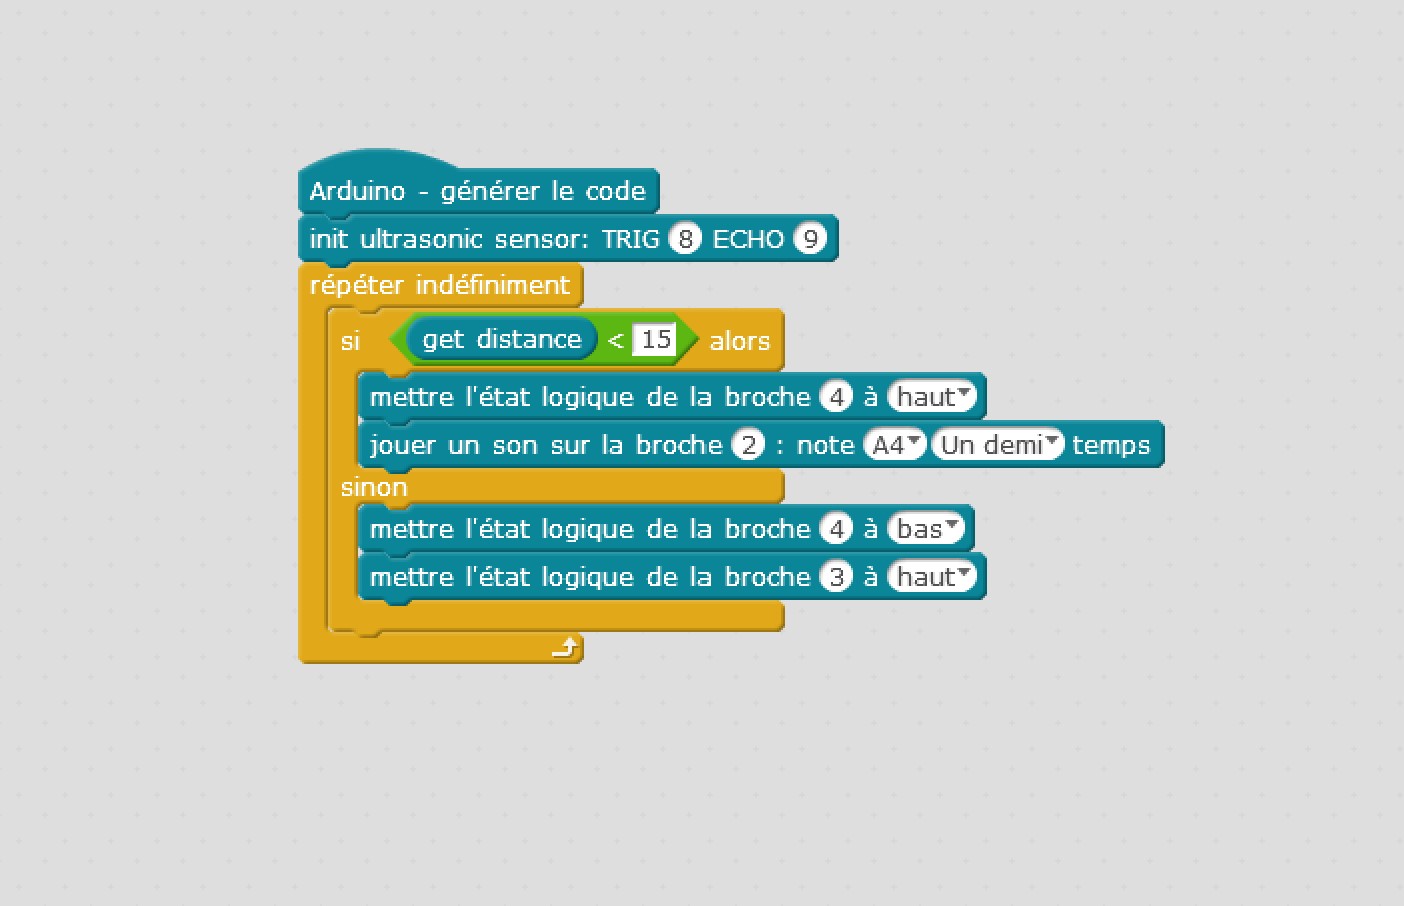 Arduino - générer le code
init ultrasonic sensor: TRIG 8 ECHO 9
répéter indéfiniment
si get distance < 15 alors
mettre l'état logique de la broche 4 à haut
jouer un son sur la broche 2 : note A4 Un demi temps
sinon
mettre l'état logique de la broche 4 à bas
mettre l'état logique de la broche 3 à haut